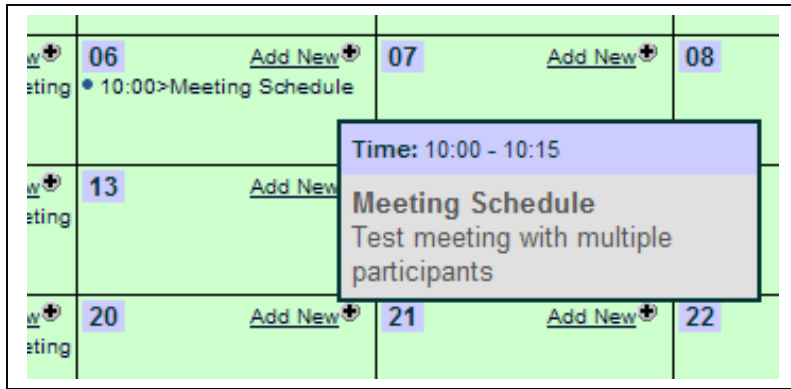 06 Add New 07 Add New 08
10:00>Meeting Schedule
Time: 10:00 - 10:15
13 Add New
Meeting Schedule
Test meeting with multiple
participants
20 Add New 21 Add New 22